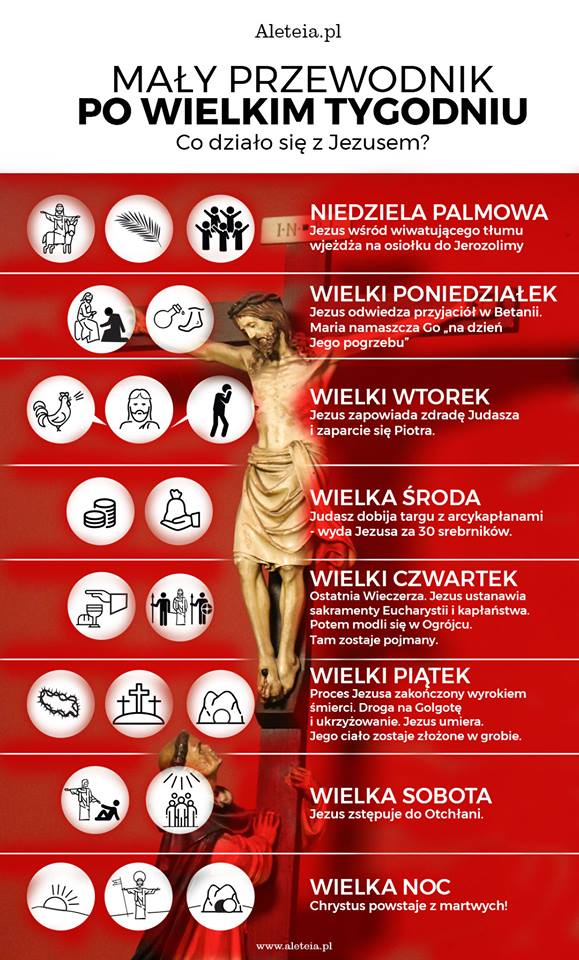 Aleteia.pl
MAŁY PRZEWODNIK
PO WIELKIM TYGODNIU
Co działo się z Jezusem?
I·N·
NIEDZIELA PALMOWA
Jezus wśród wiwatującego tłumu
wjeżdża na osiołku do Jerozolimy
WIELKI PONIEDZIAŁEK
Jezus odwiedza przyjaciół w Betanii.
Maria namaszcza Go „na dzień
Jego pogrzebu”
WIELKI WTOREK
Jezus zapowiada zdradę Judasza
i zaparcie się Piotra.
WIELKA ŚRODA
Judasz dobija targu z arcykapłanami
- wyda Jezusa za 30 srebrników.
WIELKI CZWARTEK
Ostatnia Wieczerza. Jezus ustanawia
sakramenty Eucharystii i kapłaństwa.
Potem modli się w Ogrójcu.
Tam zostaje pojmany.
WIELKI PIĄTEK
Proces Jezusa zakończony wyrokiem
śmierci. Droga na Golgotę
i ukrzyżowanie. Jezus umiera.
Jego ciało zostaje złożone w grobie.
WIELKA SOBOTA
Jezus zstępuje do Otchłani.
WIELKA NOC
Chrystus powstaje z martwych!
www.aleteia.pl